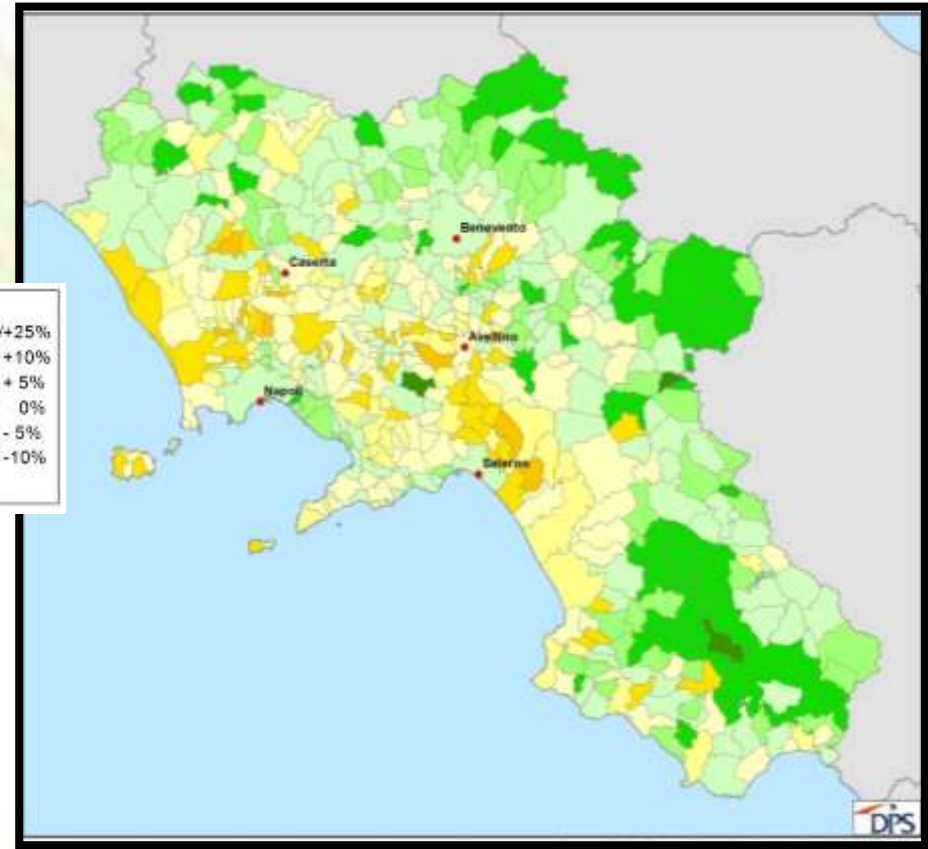 Benevento
Caserta
/+25%
+10%
+ 5%
0%
- 5%
-10%
Avellino
Napoli
Salerno
DPS